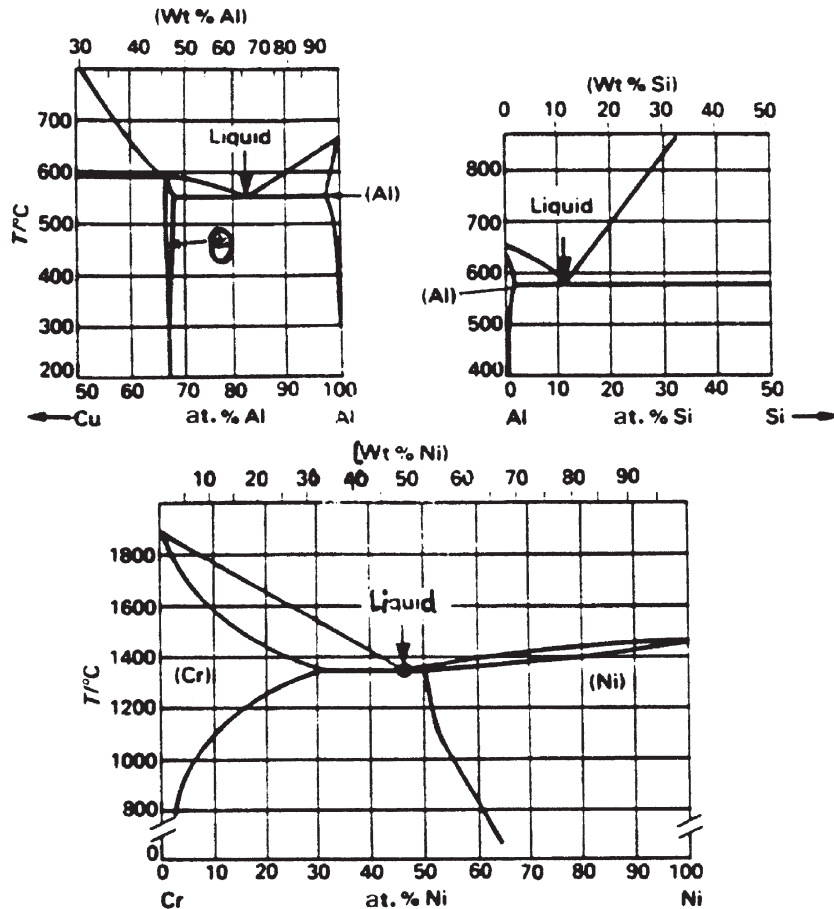 (Wt % Al)
30 40 50 60 70 80 90
700
600
500
400
300
200
T/°C
Liquid
(Al)
θ
50 60 70 80 90 100
Cu at. % Al Al
(Wt % Si)
0 10 20 30 40 50
800
700
600
500
400
Liquid
(Al)
0 10 20 30 40 50
Al at. % Si Si
(Wt % Ni)
10 20 30 40 50 60 70 80 90
1800
1600
1400
1200
1000
800
0
T/°C
Liquid
(Cr)
(Ni)
0 10 20 30 40 50 60 70 80 90 100
Cr at. % Ni Ni